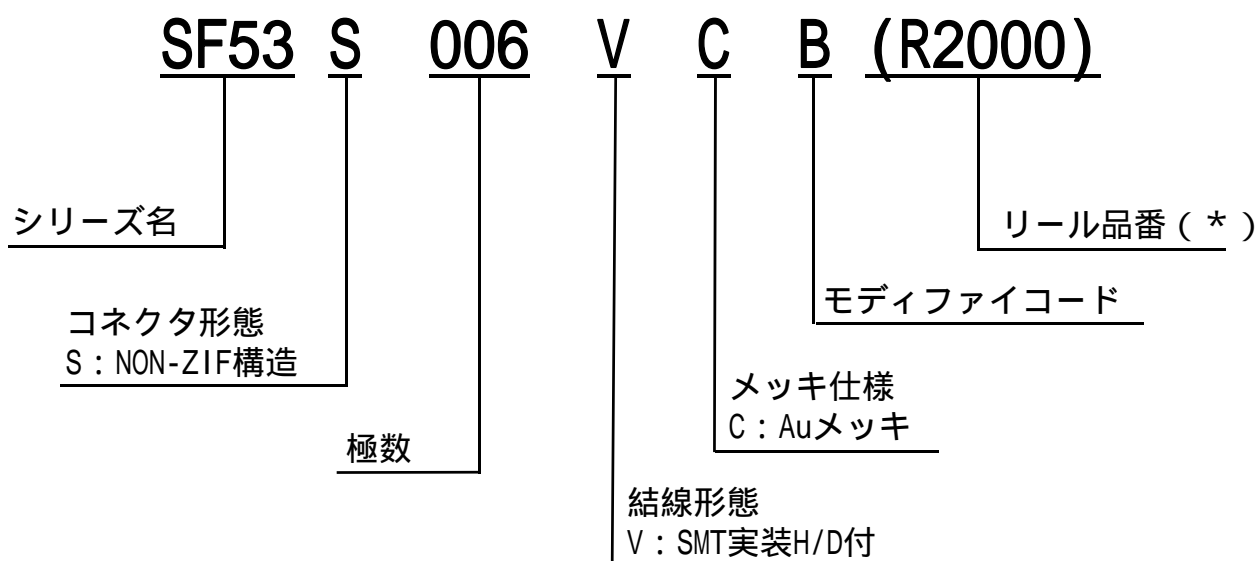 SF53 S 006 V C B (R2000)
シリーズ名
リール品番(*)
モディファイコード
コネクタ形態
S:NON-ZIF構造
メッキ仕様
C:Auメッキ
極数
結線形態
V:SMT実装H/D付